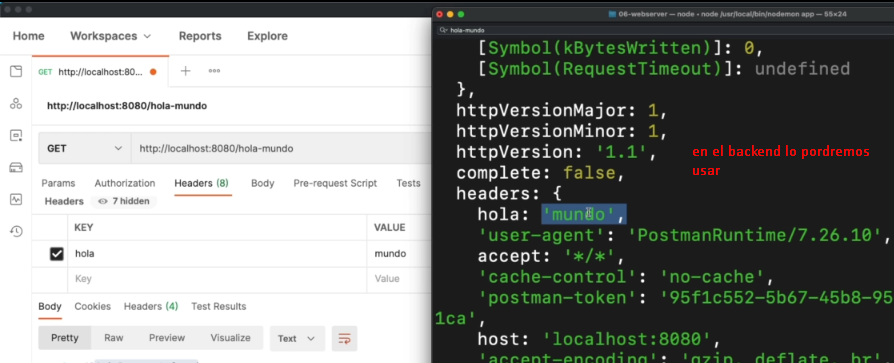 Home Workspaces Reports Explore
GET http://localhost:80...
http://localhost:8080/hola-mundo
GET http://localhost:8080/hola-mundo
Params Authorization Headers (8) Body Pre-request Script Tests
Headers 7 hidden
KEY VALUE
hola mundo
Key Value
Body Cookies Headers (4) Test Results
Pretty Raw Preview Visualize Text
06-webserver — node • node /usr/local/bin/nodemon app — 55×24
hola-mundo
[Symbol(kBytesWritten)]: 0,
[Symbol(RequestTimeout)]: undefined
},
httpVersionMajor: 1,
httpVersionMinor: 1,
httpVersion: '1.1',
complete: false,
headers: {
hola: 'mundo',
'user-agent': 'PostmanRuntime/7.26.10',
accept: '*/*',
'cache-control': 'no-cache',
'postman-token': '95f1c552-5b67-45b8-95
1ca',
host: 'localhost:8080',
'accept-encoding': 'gzip, deflate, br'
en el backend lo pordremos
usar